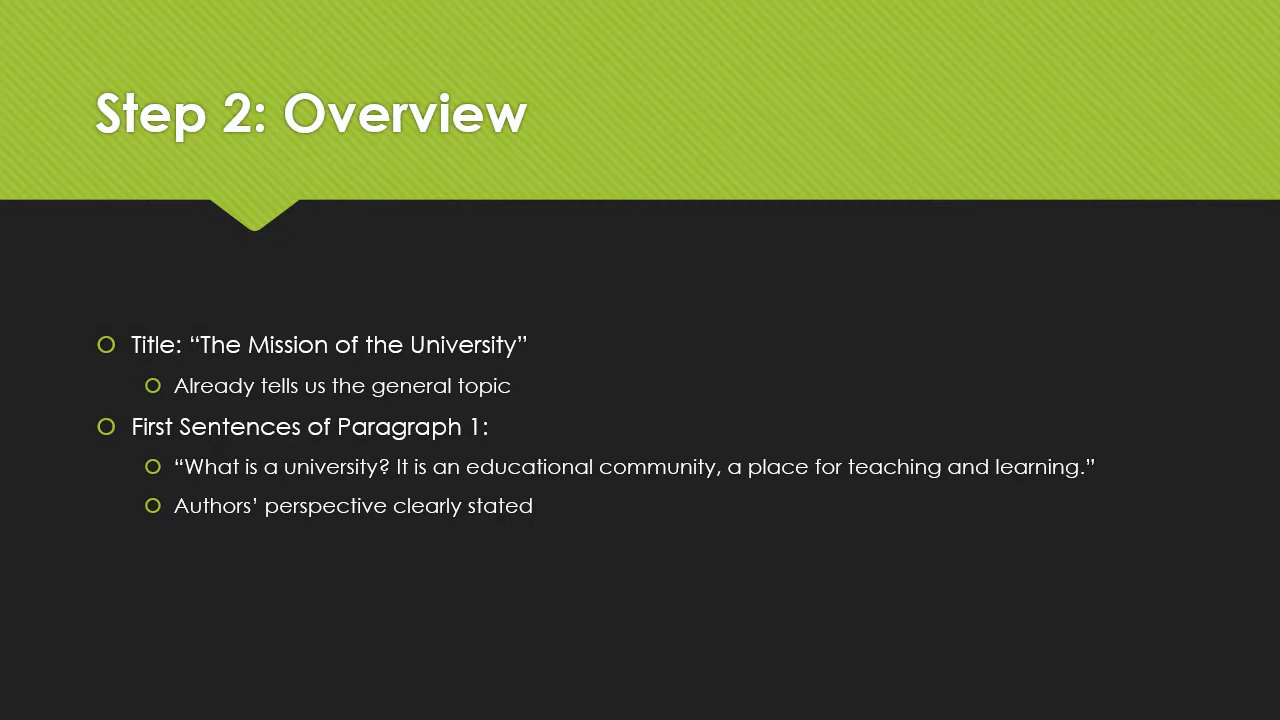 Step 2: Overview
Title: “The Mission of the University”
Already tells us the general topic
First Sentences of Paragraph 1:
“What is a university? It is an educational community, a place for teaching and learning.”
Authors’ perspective clearly stated